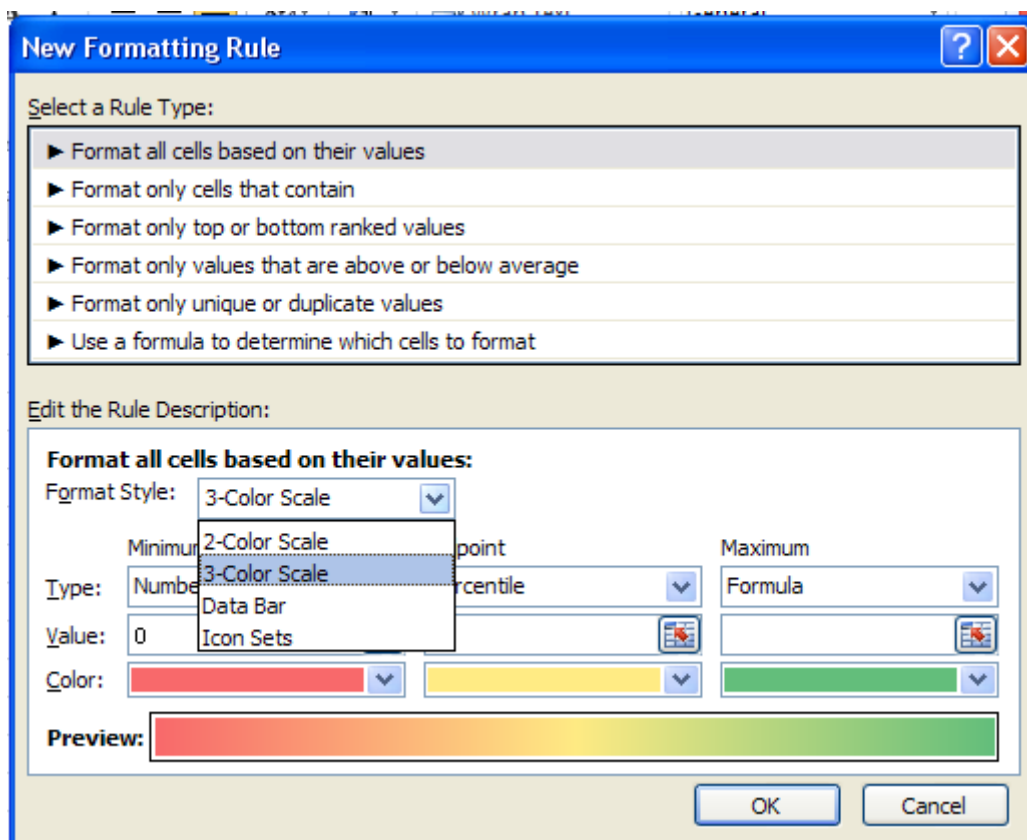 New Formatting Rule
Select a Rule Type:
► Format all cells based on their values
► Format only cells that contain
► Format only top or bottom ranked values
► Format only values that are above or below average
► Format only unique or duplicate values
► Use a formula to determine which cells to format
Edit the Rule Description:
Format all cells based on their values:
Format Style: 3-Color Scale
2-Color Scale
3-Color Scale
Data Bar
Icon Sets
Minimu point Maximum
Type: Numbe rcentile Formula
Value: 0
Color:
Preview:
OK Cancel